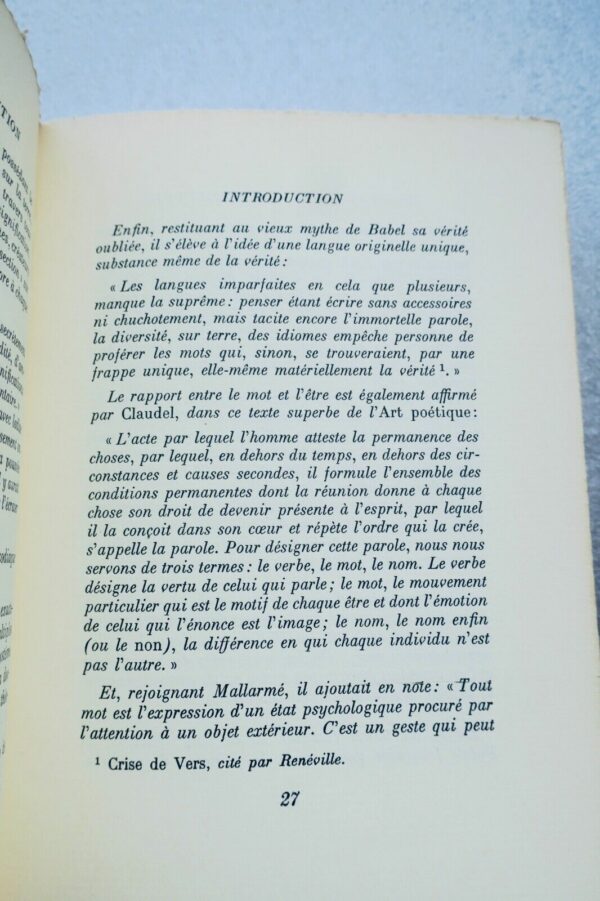 TION
possèdent, le
sur la
INTRODUCTION
Enfin, restituant au vieux mythe de Babel sa vérité
oubliée, il s'élève à l'idée d'une langue originelle unique,
substance même de la vérité :
« Les langues imparfaites en cela que plusieurs,
manque la suprême : penser étant écrire sans accessoires
ni chuchotement, mais tacite encore l'immortelle parole,
la diversité, sur terre, des idiomes empêche personne de
proférer les mots qui, sinon, se trouveraient, par une
frappe unique, elle-même matériellement la vérité ¹. »
Le rapport entre le mot et l'être est également affirmé
par Claudel, dans ce texte superbe de l'Art poétique :
« L'acte par lequel l'homme atteste la permanence des
choses, par lequel, en dehors du temps, en dehors des cir-
constances et causes secondes, il formule l'ensemble des
conditions permanentes dont la réunion donne à chaque
chose son droit de devenir présente à l'esprit, par lequel
il la conçoit dans son cœur et répète l'ordre qui la crée,
s'appelle la parole. Pour désigner cette parole, nous nous
servons de trois termes : le verbe, le mot, le nom. Le verbe
désigne la vertu de celui qui parle ; le mot, le mouvement
particulier qui est le motif de chaque être et dont l'émotion
de celui qui l'énonce est l'image ; le nom, le nom enfin
(ou le non), la différence en qui chaque individu n'est
pas l'autre. »
Et, rejoignant Mallarmé, il ajoutait en note : « Tout
mot est l'expression d'un état psychologique procuré par
l'attention à un objet extérieur. C'est un geste qui peut
¹ Crise de Vers, cité par Renéville.
27